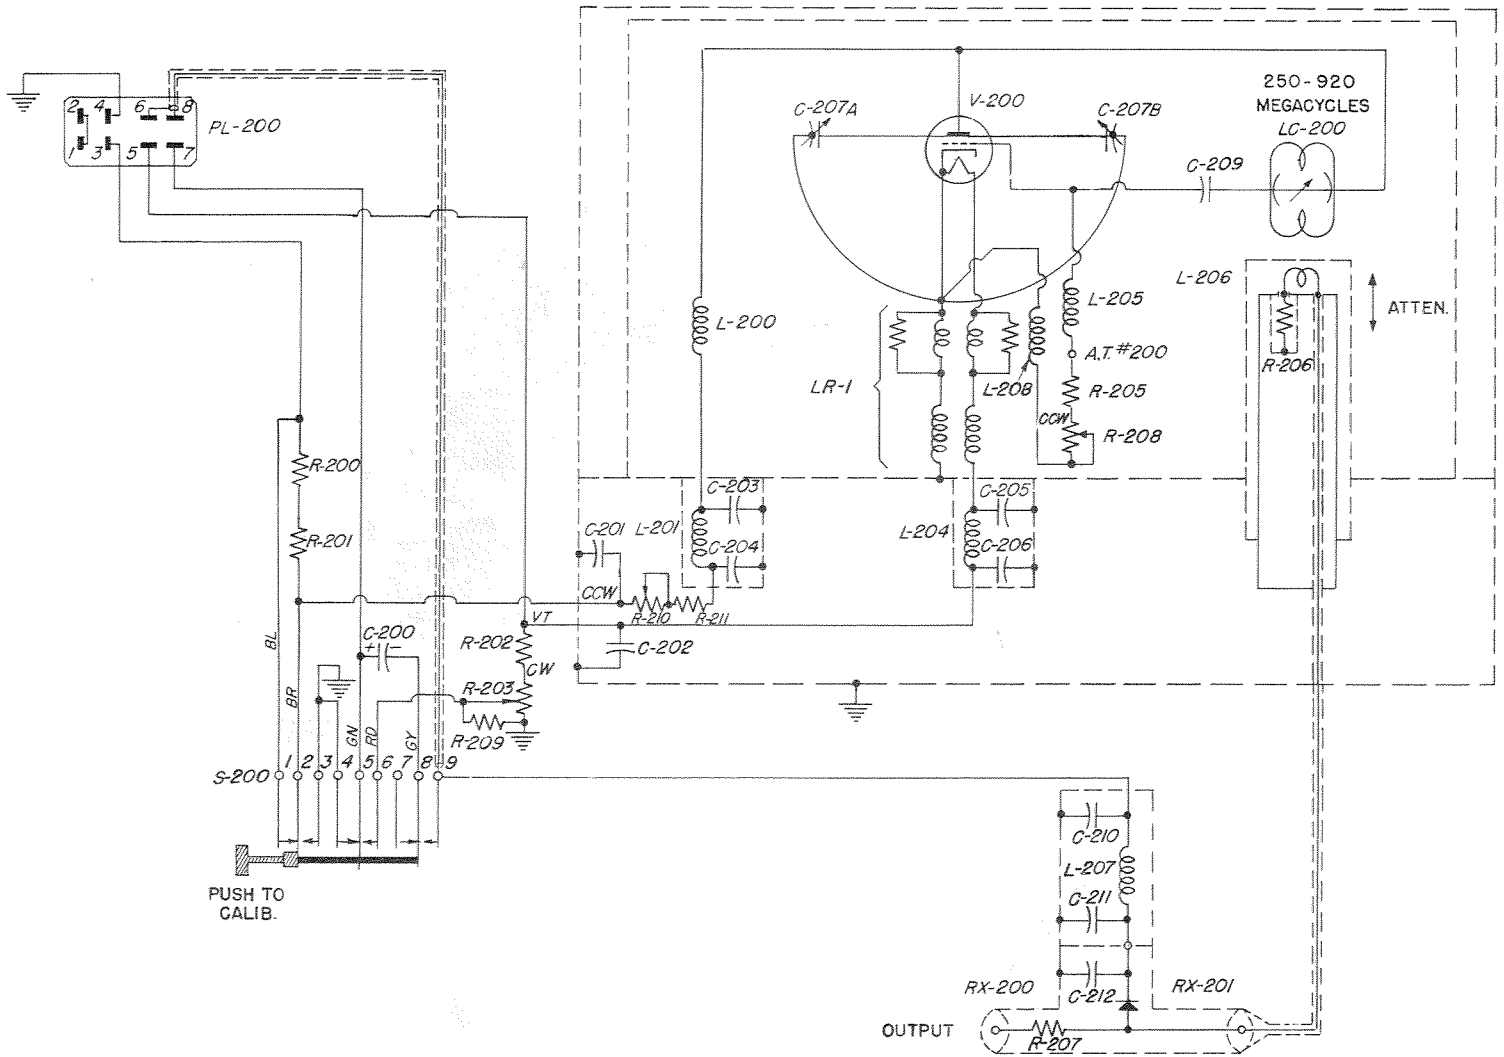 250-920
MEGACYCLES
LC-200
C-207A
V-200
C-207B
2 4 6 8
PL-200
1 3 5 7
C-209
L-206
ATTEN.
L-200
L-205
A.T. #200
R-206
LR-1
L-208
R-205
CCW
R-208
R-200
R-201
C-203
C-205
C-201
L-201
C-204
L-204
C-206
CCW
R-210
R-211
VT
BL
C-200
+ -
R-202
C-202
CW
BR
R-203
GN
RD
GY
R-209
S-200
1 2 3 4 5 6 7 8 9
PUSH TO
CALIB.
C-210
L-207
C-211
RX-200
C-212
RX-201
OUTPUT
R-207